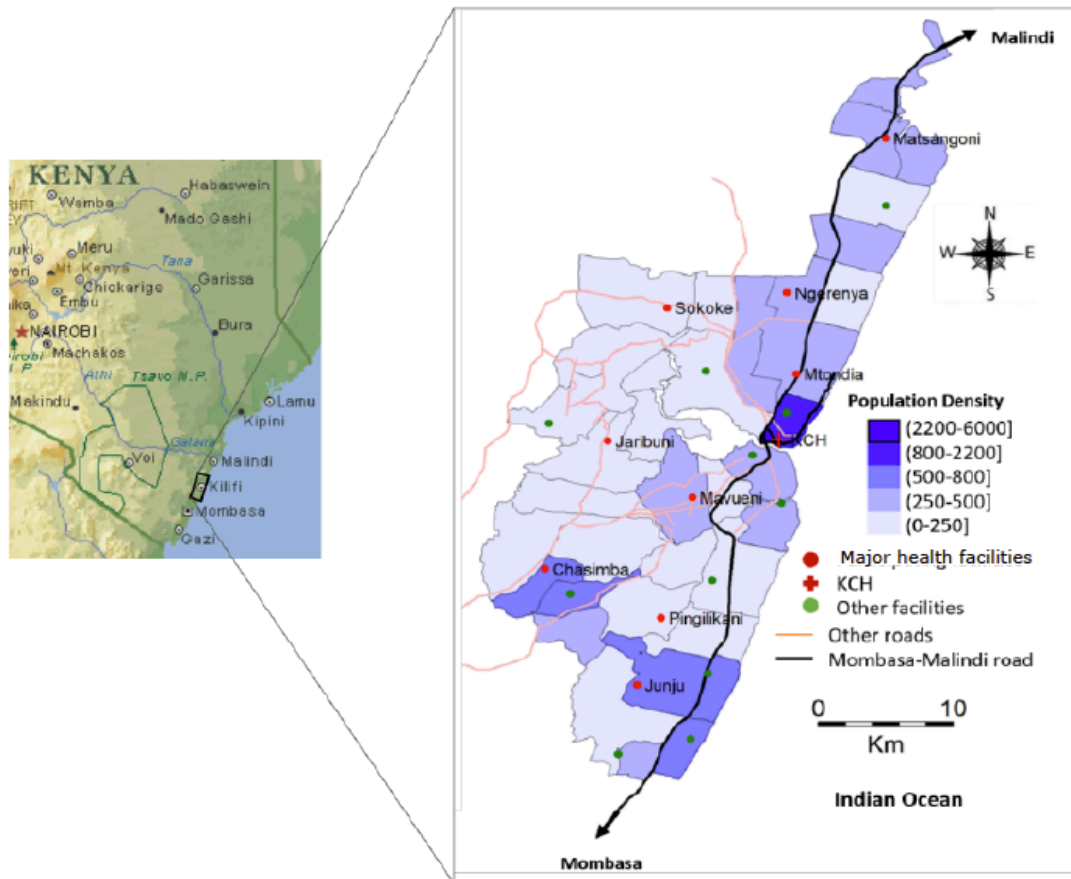 KENYA
Habaswein
Wamba
Mado Gashi
Meru
Mt. Kenya
Tana
Garissa
Chickarige
Embu
NAIROBI
Bura
Machakos
Athi
Tsavo N.P.
Makindu
Lamu
Kipini
Galana
Voi
Malindi
Kilifi
Mombasa
Gazi
Malindi
Matsangoni
N
W
E
S
Ngerenya
Sokoke
Mtondia
Population Density
(2200-6000]
(800-2200]
(500-800]
(250-500]
(0-250]
KCH
Jaribuni
Mavueni
Chasimba
Pingilikani
Junju
Major health facilities
KCH
Other facilities
Other roads
Mombasa-Malindi road
0
10
Km
Indian Ocean
Mombasa